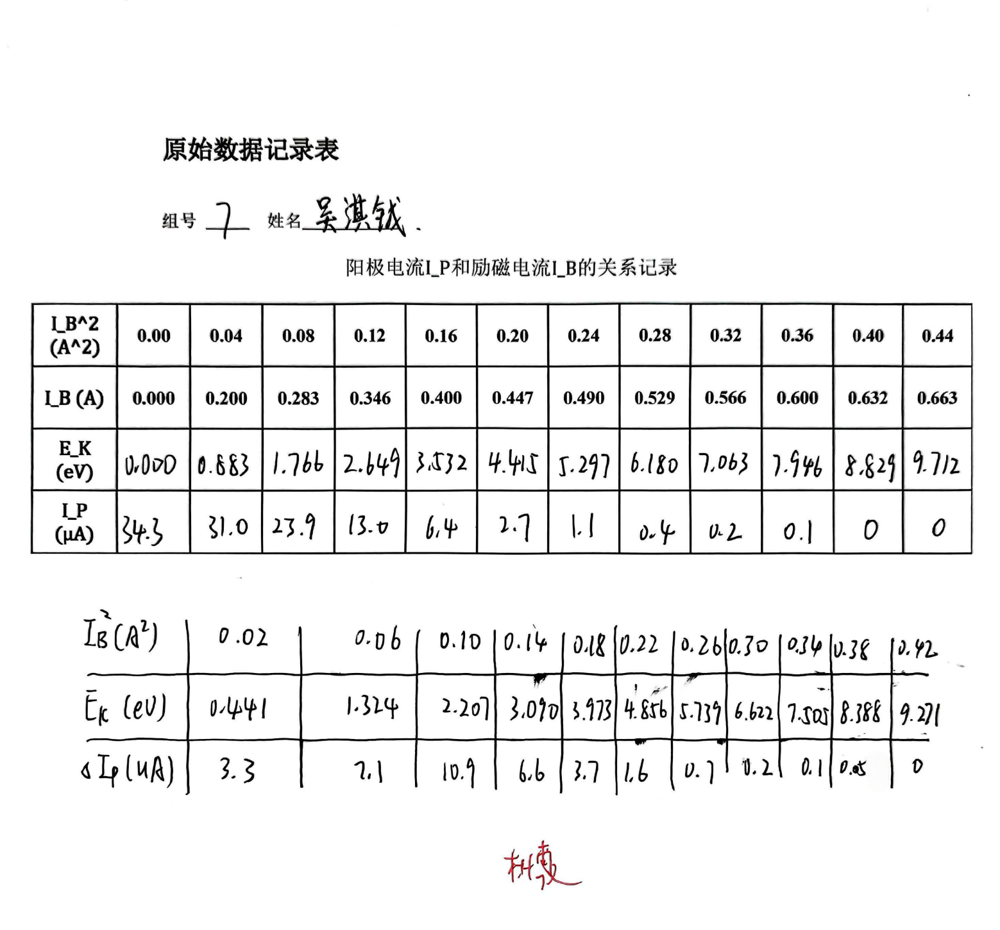 原始数据记录表
组号 7 姓名 吴淇钺.
阳极电流I_P和励磁电流I_B的关系记录
I_B^2 (A^2) 0.00 0.04 0.08 0.12 0.16 0.20 0.24 0.28 0.32 0.36 0.40 0.44
I_B (A) 0.000 0.200 0.283 0.346 0.400 0.447 0.490 0.529 0.566 0.600 0.632 0.663
E_K (eV) 0.000 0.883 1.766 2.649 3.532 4.415 5.297 6.180 7.063 7.946 8.829 9.712
I_P (μA) 34.3 31.0 23.9 13.0 6.4 2.7 1.1 0.4 0.2 0.1 0 0
I_B^2 (A^2) 0.02 0.06 0.10 0.14 0.18 0.22 0.26 0.30 0.34 0.38 0.42
Ēk (eV) 0.441 1.324 2.207 3.090 3.973 4.856 5.739 6.622 7.505 8.388 9.271
ΔIp (uA) 3.3 7.1 10.9 6.6 3.7 1.6 0.7 0.2 0.1 0.05 0